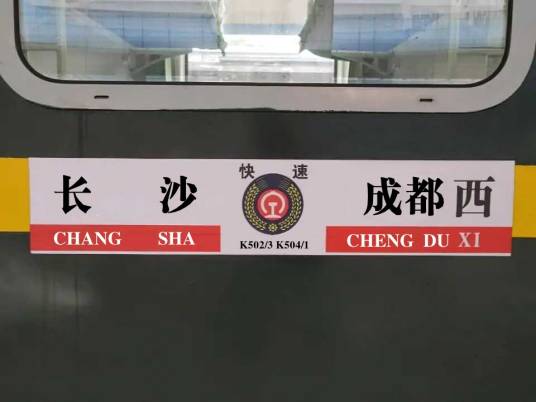 快 速
长 沙
成都西
CHANG SHA
K502/3 K504/1
CHENG DU XI